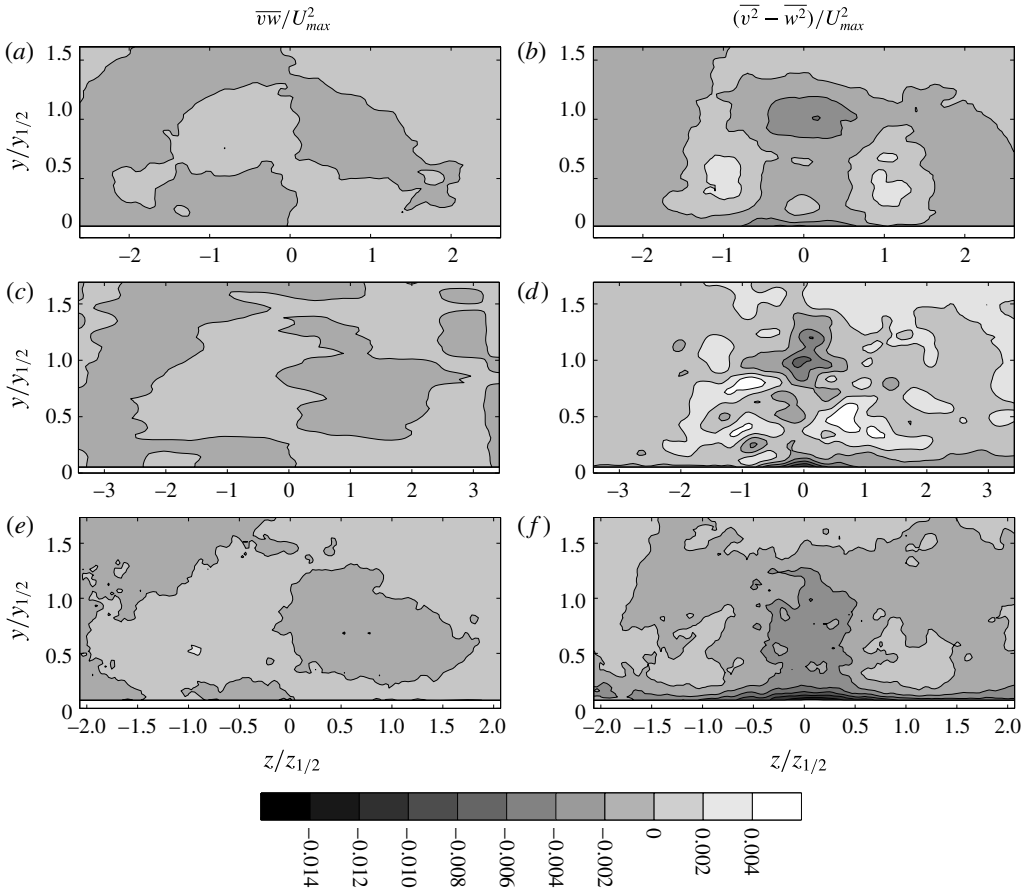 $\overline{vw}/U^2_{max}$ $(\overline{v^2} - \overline{w^2})/U^2_{max}$
(a) (b)
1.5 1.5
1.0 1.0
y/y_{1/2}
0.5 0.5
0 0
−2 −1 0 1 2 −2 −1 0 1 2
(c) (d)
1.5 1.5
1.0 1.0
y/y_{1/2}
0.5 0.5
0 0
−3 −2 −1 0 1 2 3 −3 −2 −1 0 1 2 3
(e) (f)
1.5 1.5
1.0 1.0
y/y_{1/2}
0.5 0.5
0 0
−2.0 −1.5 −1.0 −0.5 0 0.5 1.0 1.5 2.0 −2.0 −1.5 −1.0 −0.5 0 0.5 1.0 1.5 2.0
z/z_{1/2} z/z_{1/2}
−0.014 −0.012 −0.010 −0.008 −0.006 −0.004 −0.002 0 0.002 0.004